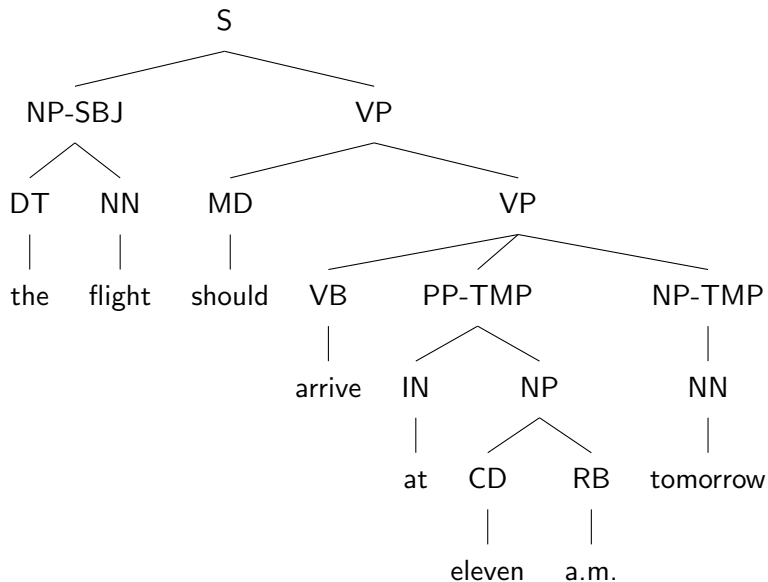 S
NP-SBJ VP
DT NN MD VP
the flight should VB PP-TMP NP-TMP
arrive IN NP NN
at CD RB tomorrow
eleven a.m.